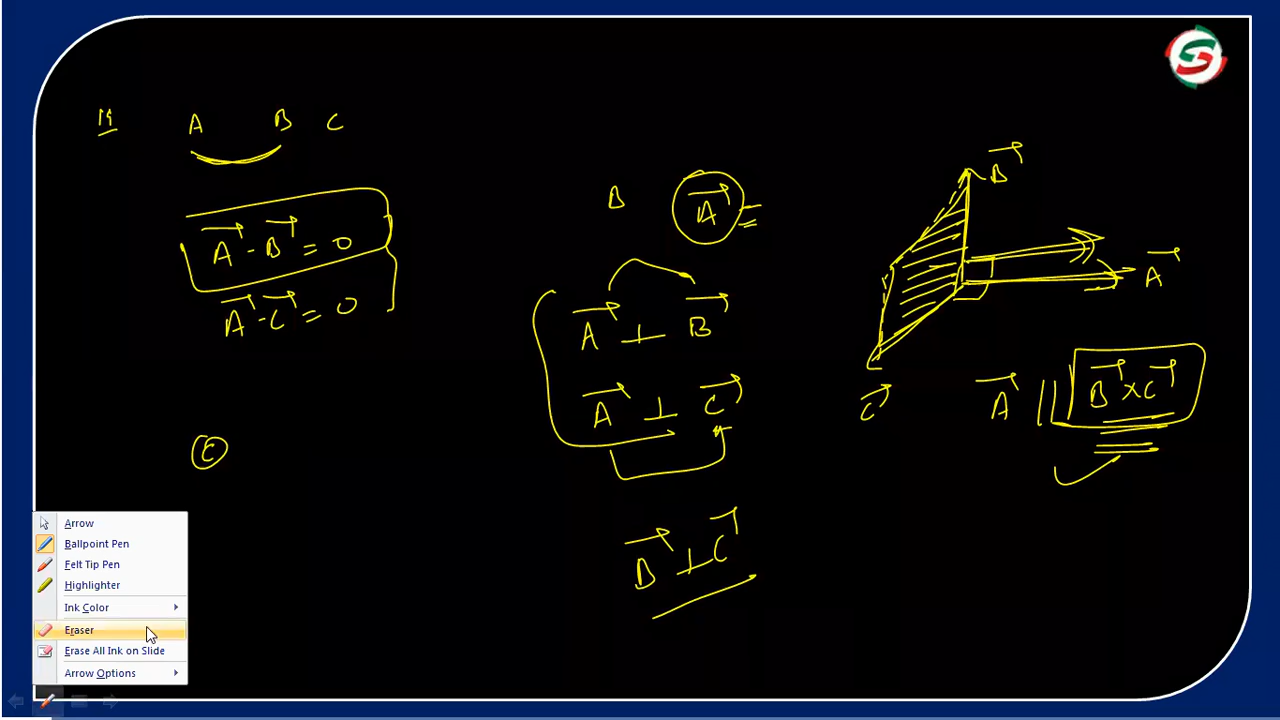 14 A B C
A⃗ - B⃗ = 0
A⃗ - C⃗ = 0
C
B A⃗
A⃗ ⊥ B⃗
A⃗ ⊥ C⃗
B⃗ ⊥ C⃗
B⃗
A⃗
C⃗
A⃗ || B⃗ × C⃗
S
Arrow
Ballpoint Pen
Felt Tip Pen
Highlighter
Ink Color
Eraser
Erase All Ink on Slide
Arrow Options